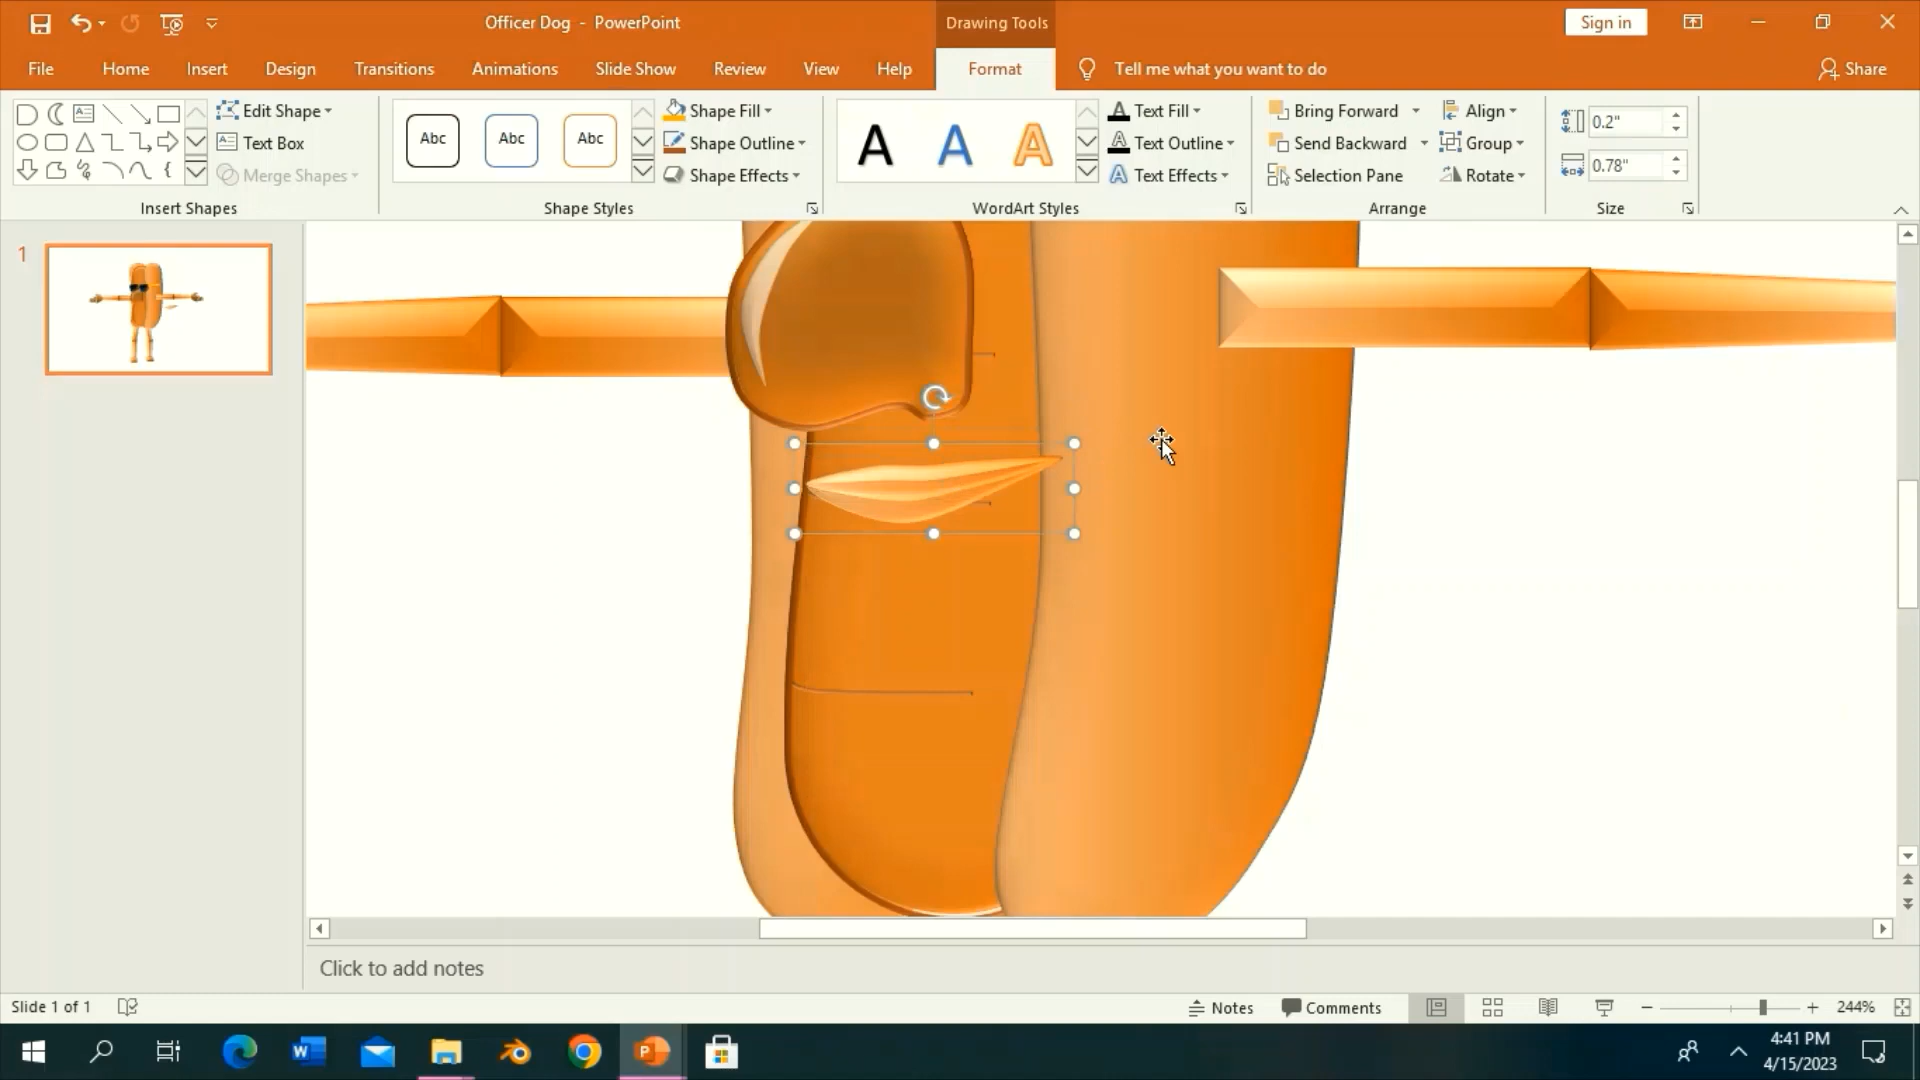 Officer Dog - PowerPoint
Drawing Tools
Sign in
File Home Insert Design Transitions Animations Slide Show Review View Help Format Tell me what you want to do Share
Edit Shape
Text Box
Merge Shapes
Insert Shapes
Abc Abc Abc
Shape Fill
Shape Outline
Shape Effects
Shape Styles
A A A
Text Fill
Text Outline
Text Effects
WordArt Styles
Bring Forward
Send Backward
Selection Pane
Align
Group
Rotate
Arrange
0.2"
0.78"
Size
1
Click to add notes
Slide 1 of 1
Notes
Comments
244%
4:41 PM
4/15/2023